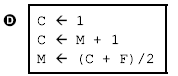 D
C ← 1
C ← M + 1
M ← (C + F)/2